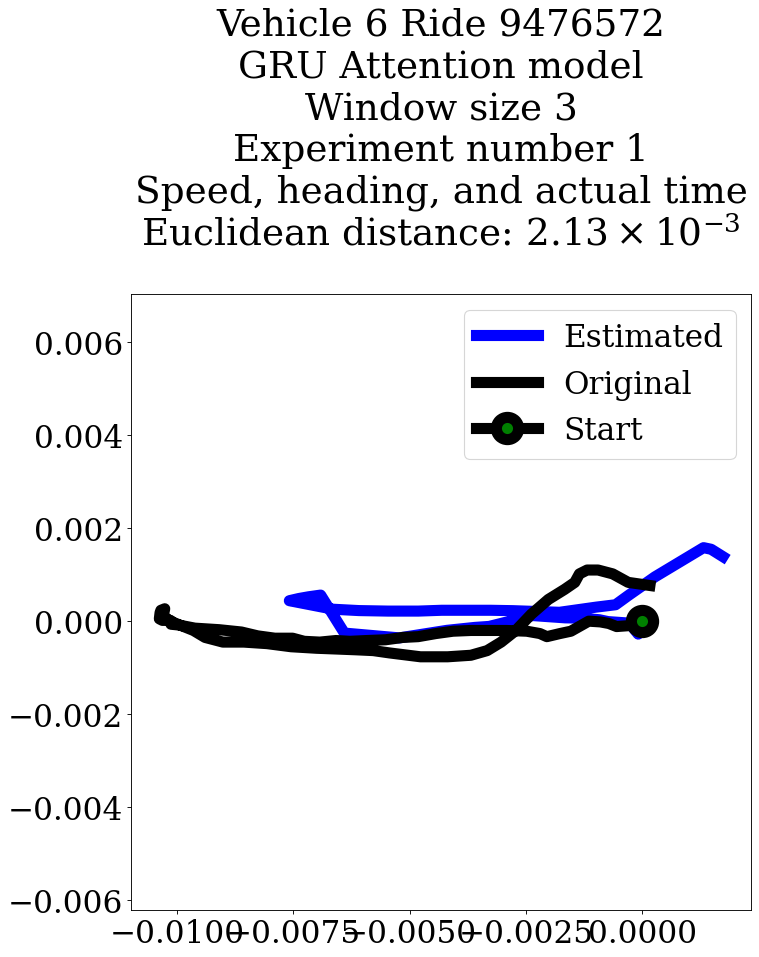 Vehicle 6 Ride 9476572
GRU Attention model
Window size 3
Experiment number 1
Speed, heading, and actual time
Euclidean distance: 2.13 × 10⁻³
Estimated
Original
Start
0.006
0.004
0.002
0.000
−0.002
−0.004
−0.006
−0.0100 −0.0075 −0.0050 −0.0025 0.0000